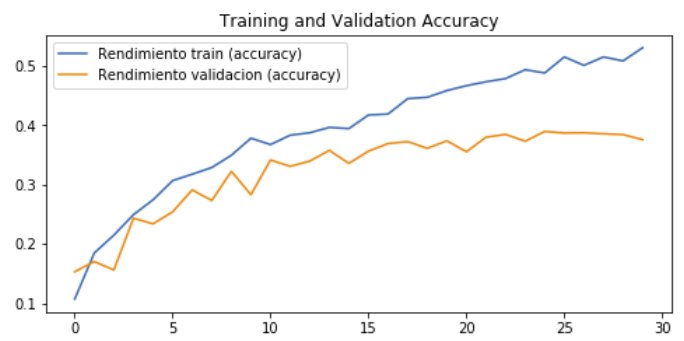 Training and Validation Accuracy
Rendimiento train (accuracy)
Rendimiento validacion (accuracy)
0.5
0.4
0.3
0.2
0.1
0 5 10 15 20 25 30